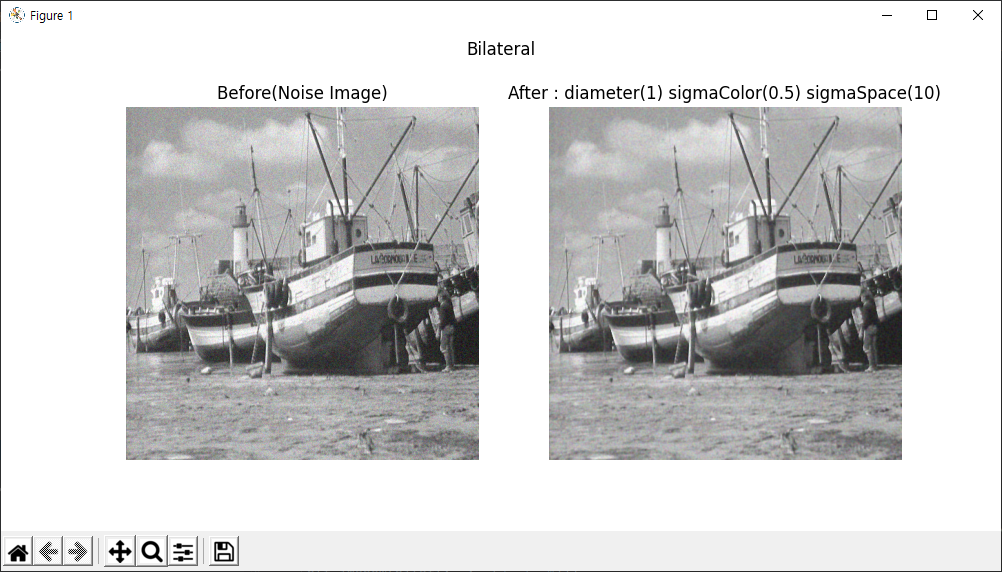 Figure 1
Bilateral
Before(Noise Image)
After : diameter(1) sigmaColor(0.5) sigmaSpace(10)